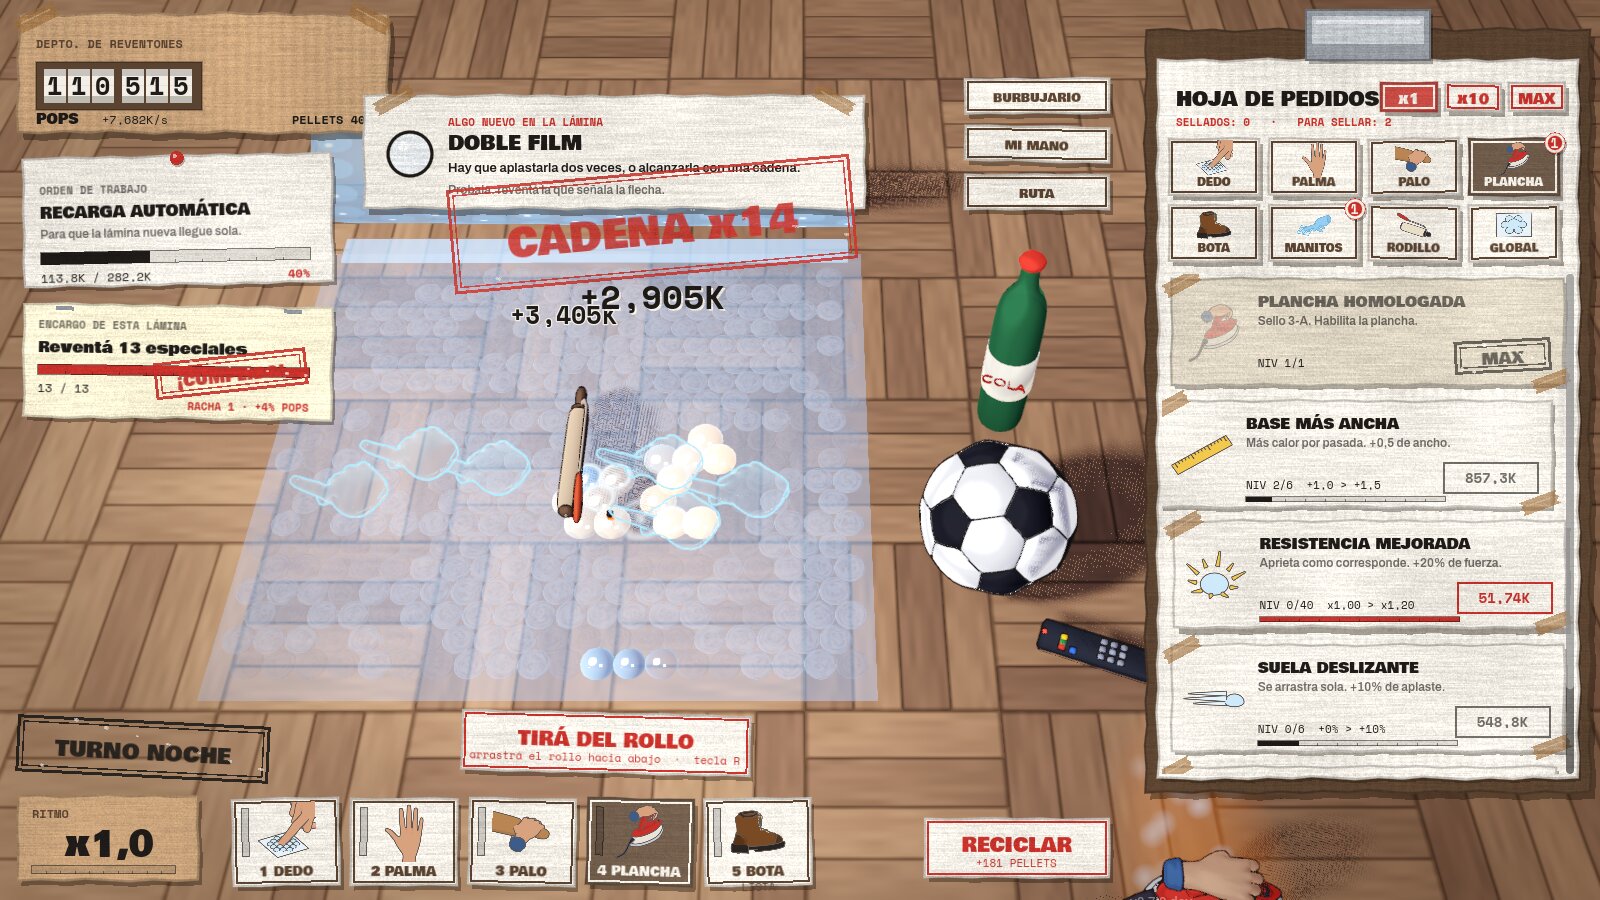 DEPTO. DE REVENTONES
110 515
POPS +7,682K/s PELLETS 40
ORDEN DE TRABAJO
RECARGA AUTOMÁTICA
Para que la lámina nueva llegue sola.
113.8K / 282.2K 40%
ENCARGO DE ESTA LÁMINA
Reventá 13 especiales
13 / 13
RACHA 1 · +4% POPS
ALGO NUEVO EN LA LÁMINA
DOBLE FILM
Hay que aplastarla dos veces, o alcanzarla con una cadena.
Probala: reventá la que señala la flecha.
CADENA x14
+2,905K
+3,405K
BURBUJARIO
MI MANO
RUTA
COLA
HOJA DE PEDIDOS x1 x10 MAX
SELLADOS: 0 · PARA SELLAR: 2
DEDO PALMA PALO PLANCHA 1
BOTA MANITOS 1 RODILLO GLOBAL
PLANCHA HOMOLOGADA
Sello 3-A. Habilita la plancha.
NIV 1/1 MAX
BASE MÁS ANCHA
Más calor por pasada. +0,5 de ancho.
NIV 2/6 +1,0 > +1,5 857,3K
RESISTENCIA MEJORADA
Aprieta como corresponde. +20% de fuerza.
NIV 0/40 x1,00 > x1,20 51,74K
SUELA DESLIZANTE
Se arrastra sola. +10% de aplaste.
NIV 0/6 +0% > +10% 548,8K
TURNO NOCHE
TIRÁ DEL ROLLO
arrastrá el rollo hacia abajo · tecla R
RITMO
x1,0
1 DEDO
2 PALMA
3 PALO
4 PLANCHA
5 BOTA
RECICLAR
+181 PELLETS